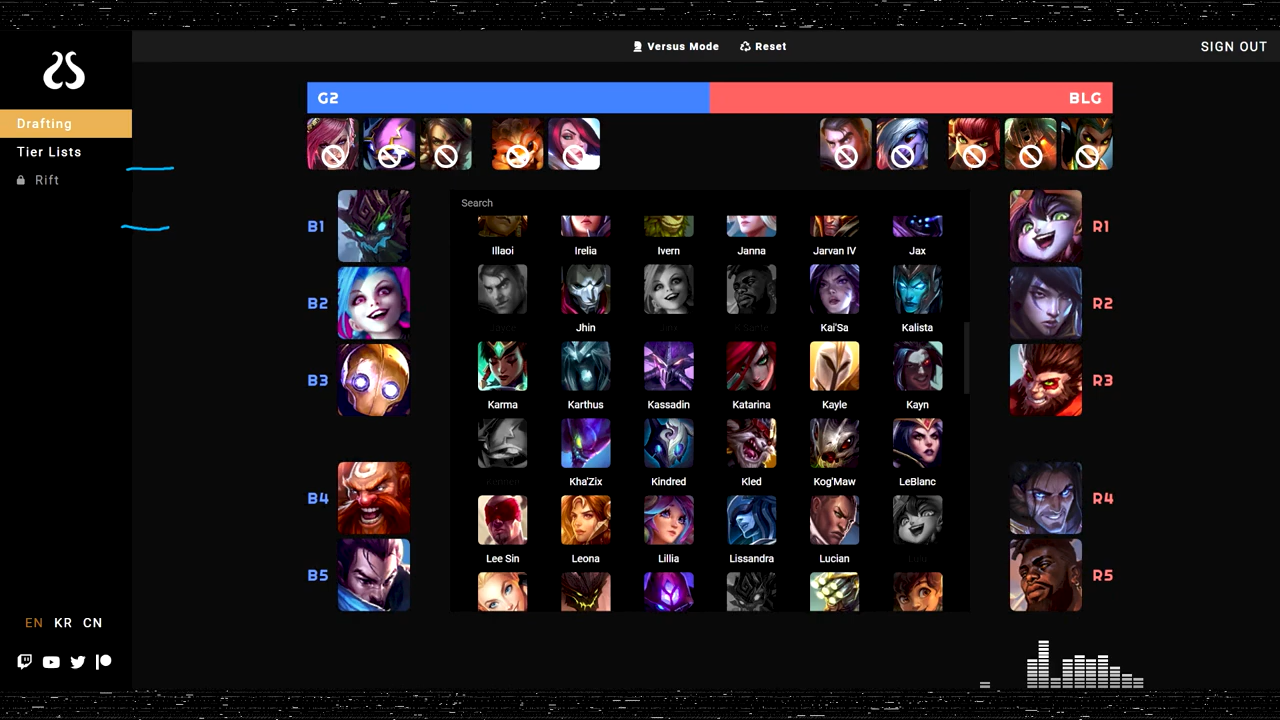 Versus Mode
Reset
SIGN OUT
G2
BLG
Drafting
Tier Lists
Rift
Search
B1
R1
Illaoi
Irelia
Ivern
Janna
Jarvan IV
Jax
B2
R2
Jhin
Kai'Sa
Kalista
B3
R3
Karma
Karthus
Kassadin
Katarina
Kayle
Kayn
Kha'Zix
Kindred
Kled
Kog'Maw
LeBlanc
B4
R4
Lee Sin
Leona
Lillia
Lissandra
Lucian
B5
R5
EN KR CN